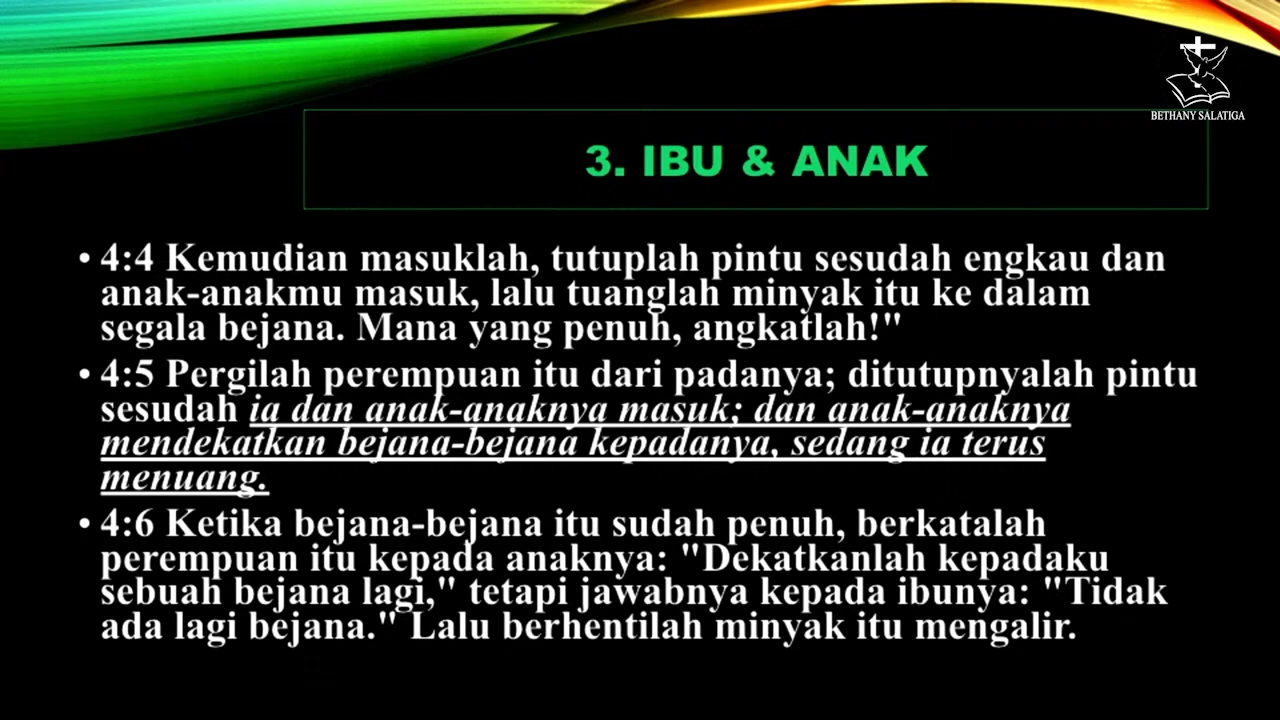 BETHANY SALATIGA
3. IBU & ANAK
• 4:4 Kemudian masuklah, tutuplah pintu sesudah engkau dan
anak-anakmu masuk, lalu tuanglah minyak itu ke dalam
segala bejana. Mana yang penuh, angkatlah!"
• 4:5 Pergilah perempuan itu dari padanya; ditutupnyalah pintu
sesudah ia dan anak-anaknya masuk; dan anak-anaknya
mendekatkan bejana-bejana kepadanya, sedang ia terus
menuang.
• 4:6 Ketika bejana-bejana itu sudah penuh, berkatalah
perempuan itu kepada anaknya: "Dekatkanlah kepadaku
sebuah bejana lagi," tetapi jawabnya kepada ibunya: "Tidak
ada lagi bejana." Lalu berhentilah minyak itu mengalir.